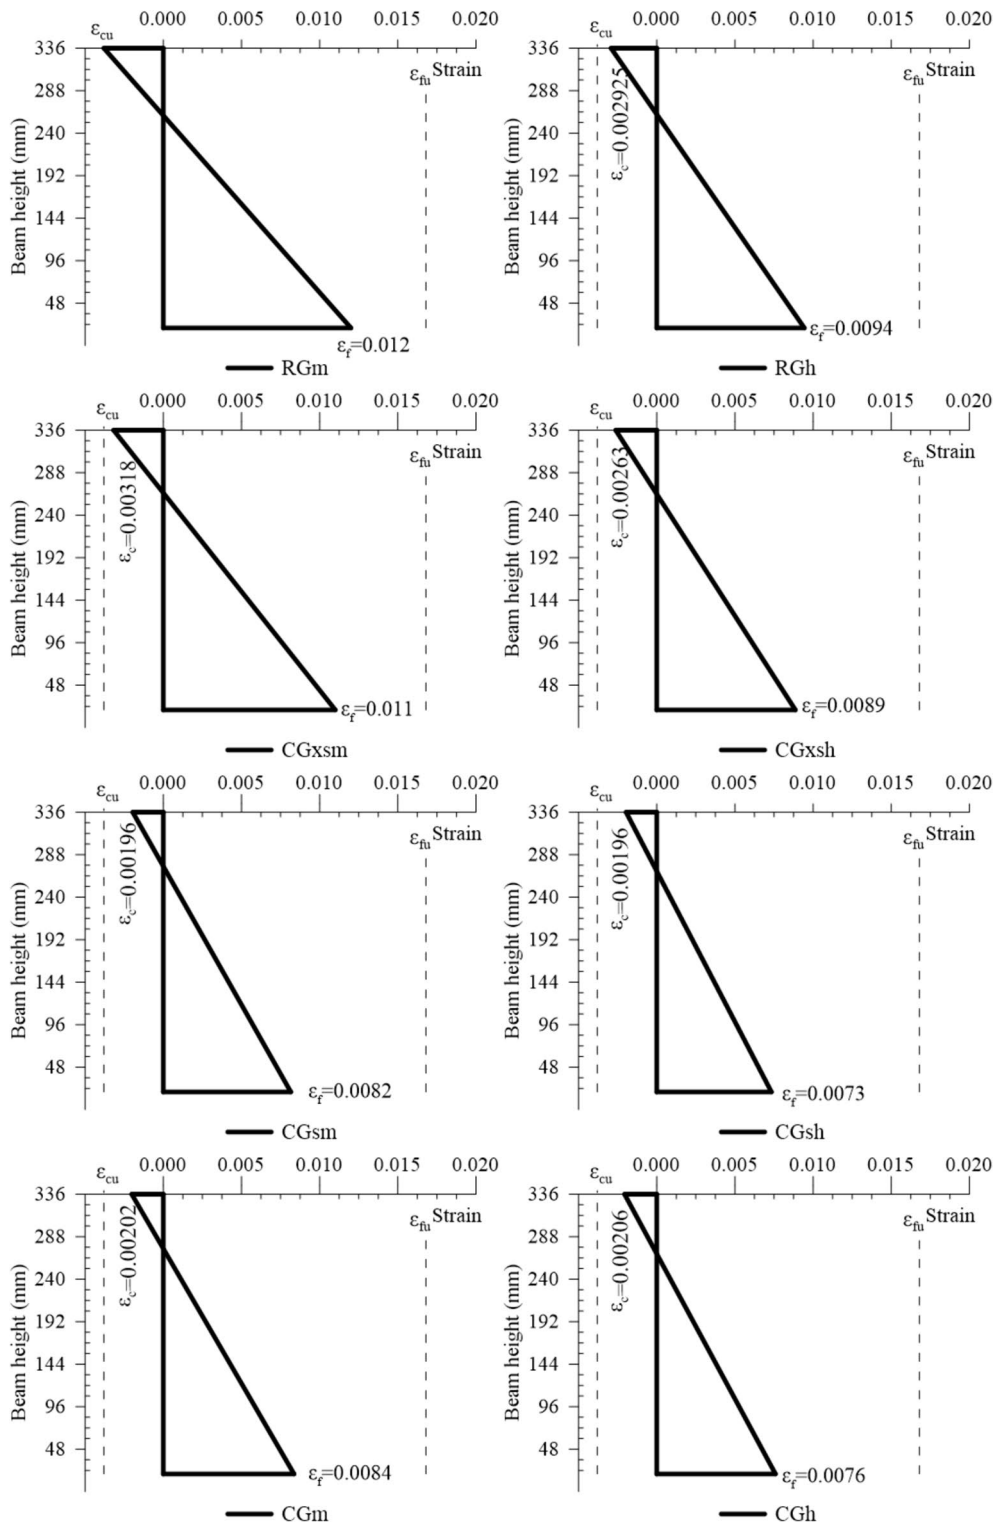 0.000 0.005 0.010 0.015 0.020
εcu
336
288
240
192
144
96
48
Beam height (mm)
εfu Strain
εf=0.012
RGm
0.000 0.005 0.010 0.015 0.020
εcu
336
288
240
192
144
96
48
Beam height (mm)
εc=0.002925
εfu Strain
εf=0.0094
RGh
0.000 0.005 0.010 0.015 0.020
εcu
336
288
240
192
144
96
48
Beam height (mm)
εc=0.00318
εfu Strain
εf=0.011
CGxsm
0.000 0.005 0.010 0.015 0.020
εcu
336
288
240
192
144
96
48
Beam height (mm)
εc=0.00263
εfu Strain
εf=0.0089
CGxsh
0.000 0.005 0.010 0.015 0.020
εcu
336
288
240
192
144
96
48
Beam height (mm)
εc=0.00196
εfu Strain
εf=0.0082
CGsm
0.000 0.005 0.010 0.015 0.020
εcu
336
288
240
192
144
96
48
Beam height (mm)
εc=0.00196
εfu Strain
εf=0.0073
CGsh
0.000 0.005 0.010 0.015 0.020
εcu
336
288
240
192
144
96
48
Beam height (mm)
εc=0.00202
εfu Strain
εf=0.0084
CGm
0.000 0.005 0.010 0.015 0.020
εcu
336
288
240
192
144
96
48
Beam height (mm)
εc=0.00206
εfu Strain
εf=0.0076
CGh